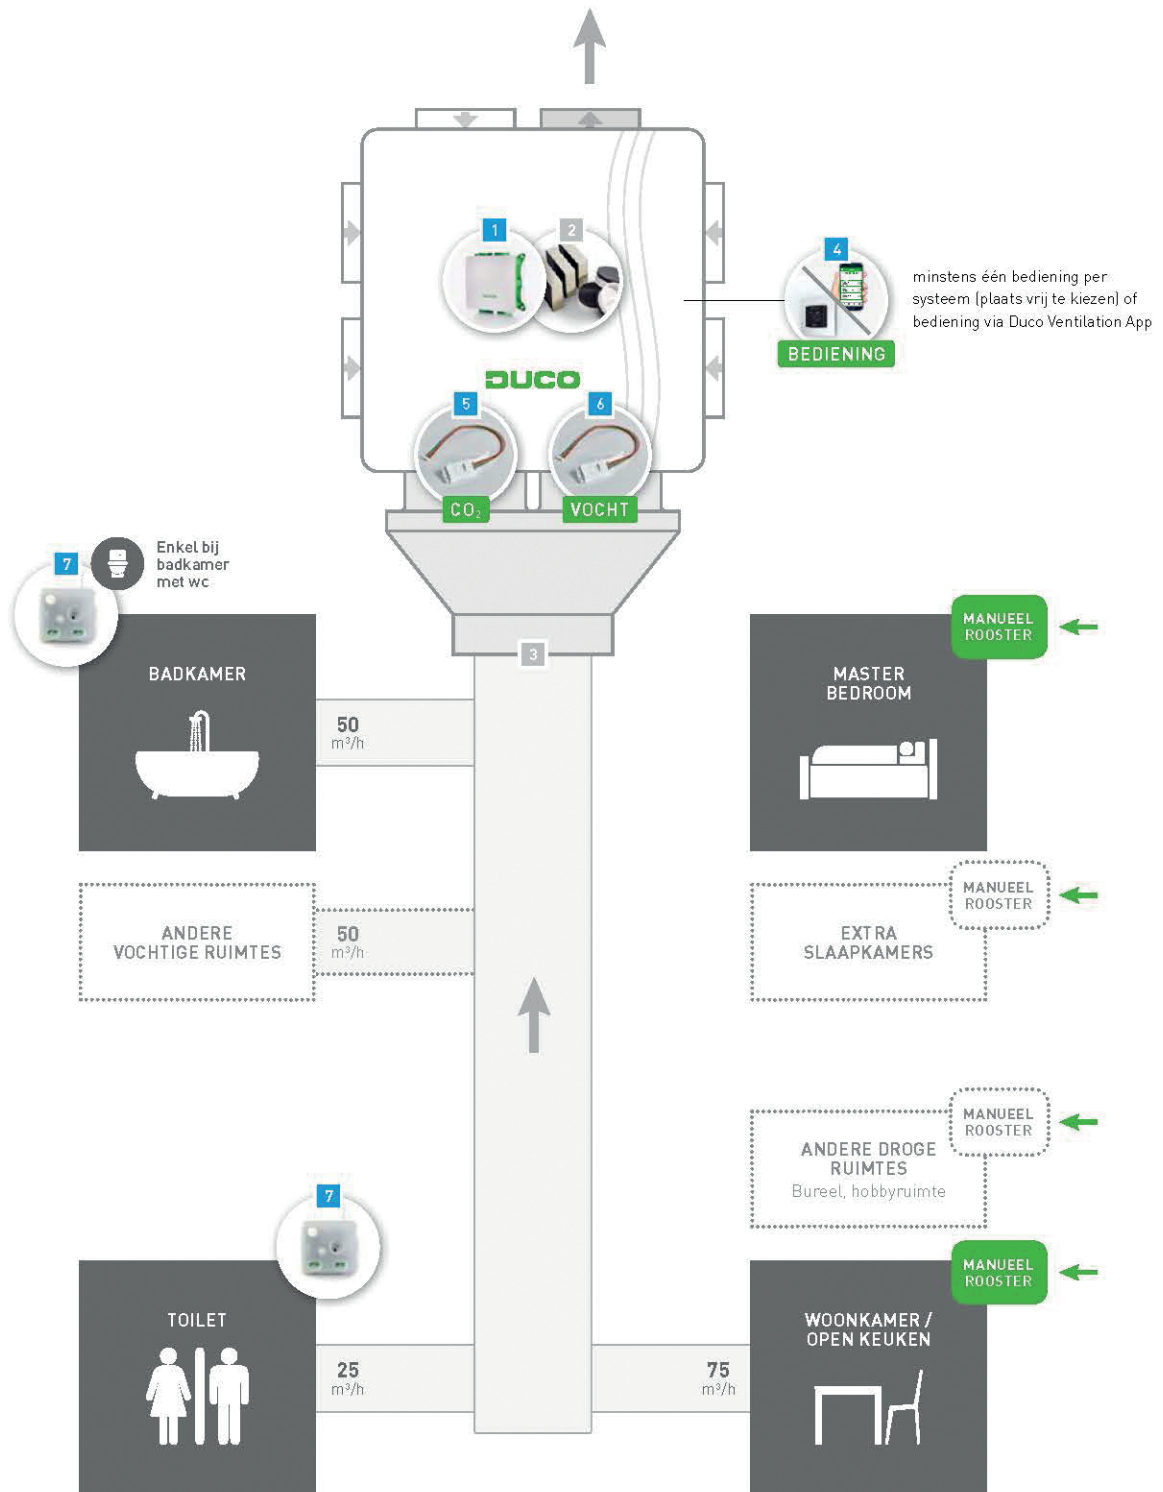 1
2
4
minstens één bediening per
systeem (plaats vrij te kiezen) of
bediening via Duco Ventilation App
BEDIENING
DUCO
5
6
CO₂
VOCHT
7
Enkel bij
badkamer
met wc
3
BADKAMER
50
m³/h
MANUEEL
ROOSTER
MASTER
BEDROOM
ANDERE
VOCHTIGE RUIMTES
50
m³/h
MANUEEL
ROOSTER
EXTRA
SLAAPKAMERS
MANUEEL
ROOSTER
ANDERE DROGE
RUIMTES
Bureel, hobbyruimte
7
TOILET
25
m³/h
75
m³/h
MANUEEL
ROOSTER
WOONKAMER /
OPEN KEUKEN